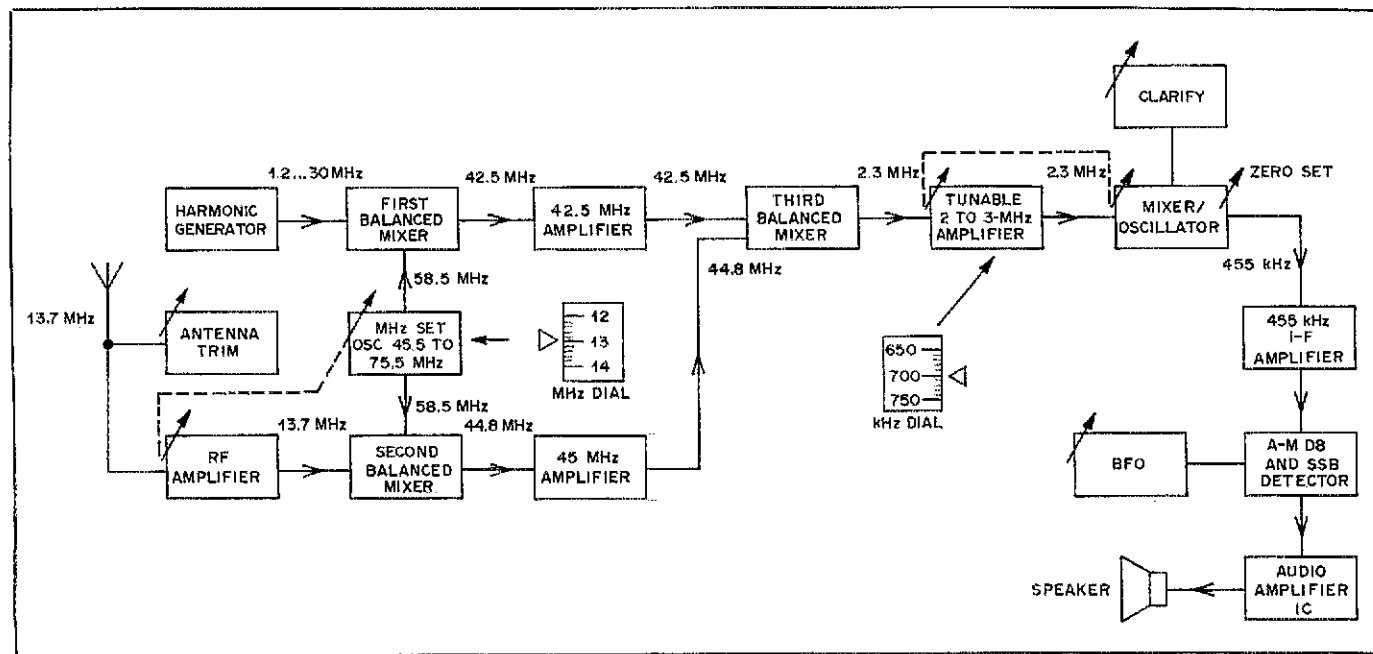 CLARIFY
1.2...30 MHz
42.5 MHz
42.5 MHz
2.3 MHz
2.3 MHz
ZERO SET
HARMONIC
GENERATOR
FIRST
BALANCED
MIXER
42.5 MHz
AMPLIFIER
THIRD
BALANCED
MIXER
TUNABLE
2 TO 3-MHz
AMPLIFIER
MIXER/
OSCILLATOR
44.8 MHz
455 kHz
58.5 MHz
13.7 MHz
ANTENNA
TRIM
MHz SET
OSC 45.5 TO
75.5 MHz
12
13
14
MHz DIAL
650
700
750
kHz DIAL
455 kHz
I-F
AMPLIFIER
58.5 MHz
13.7 MHz
44.8 MHz
RF
AMPLIFIER
SECOND
BALANCED
MIXER
45 MHz
AMPLIFIER
BFO
A-M D8
AND SSB
DETECTOR
SPEAKER
AUDIO
AMPLIFIER
IC